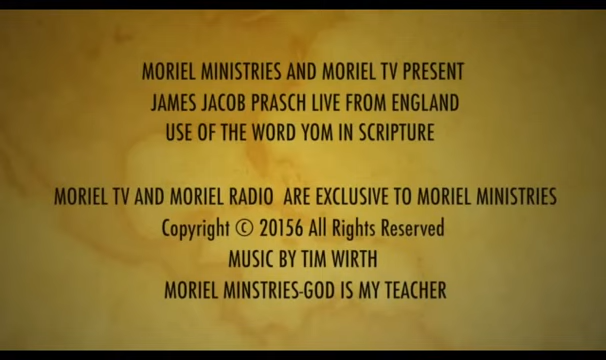 MORIEL MINISTRIES AND MORIEL TV PRESENT
JAMES JACOB PRASCH LIVE FROM ENGLAND
USE OF THE WORD YOM IN SCRIPTURE
MORIEL TV AND MORIEL RADIO ARE EXCLUSIVE TO MORIEL MINISTRIES
Copyright © 20156 All Rights Reserved
MUSIC BY TIM WIRTH
MORIEL MINSTRIES-GOD IS MY TEACHER